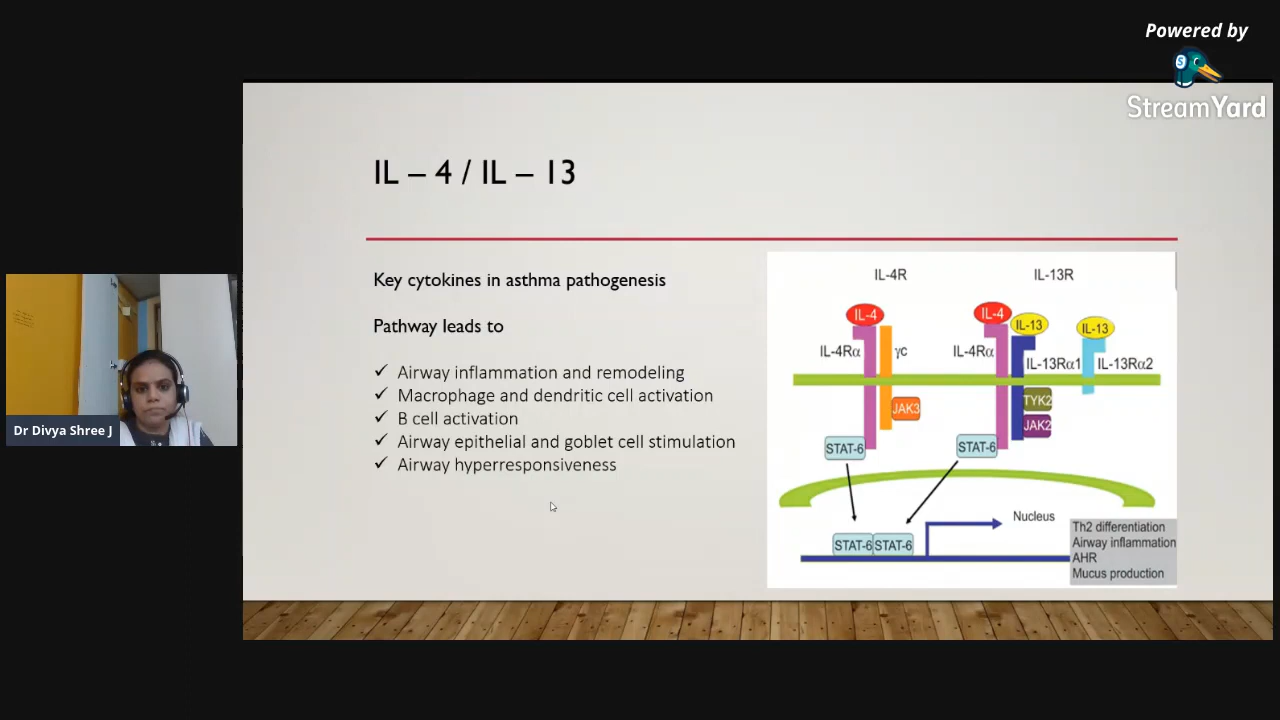 Powered by
StreamYard
IL – 4 / IL – 13
Key cytokines in asthma pathogenesis
Pathway leads to
✓ Airway inflammation and remodeling
✓ Macrophage and dendritic cell activation
✓ B cell activation
✓ Airway epithelial and goblet cell stimulation
✓ Airway hyperresponsiveness
IL-4R
IL-13R
IL-4
IL-4
IL-13
IL-13
IL-4Rα
γc
IL-4Rα
IL-13Rα1
IL-13Rα2
JAK3
TYK2
JAK2
STAT-6
STAT-6
Nucleus
STAT-6
STAT-6
Th2 differentiation
Airway inflammation
AHR
Mucus production
Dr Divya Shree J